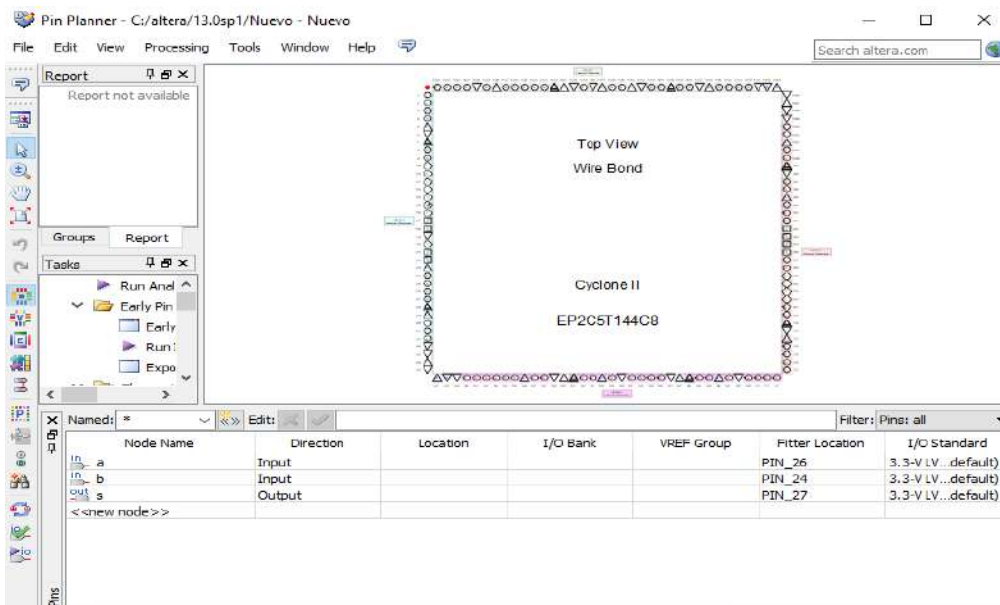 Pin Planner - C:/altera/13.0sp1/Nuevo - Nuevo
File Edit View Processing Tools Window Help
Search altera.com
Report
Report not available
Groups Report
Tasks
Run Anal
Early Pin
Early
Run
Expo
Top View
Wire Bond
Cyclone II
EP2C5T144C8
Named: * «» Edit: Filter: Pins: all
Node Name Direction Location I/O Bank VREF Group Fitter Location I/O Standard
in a Input PIN_26 3.3-V LV...default)
in b Input PIN_24 3.3-V LV...default)
out s Output PIN_27 3.3-V LV...default)
<<new node>>
Pins